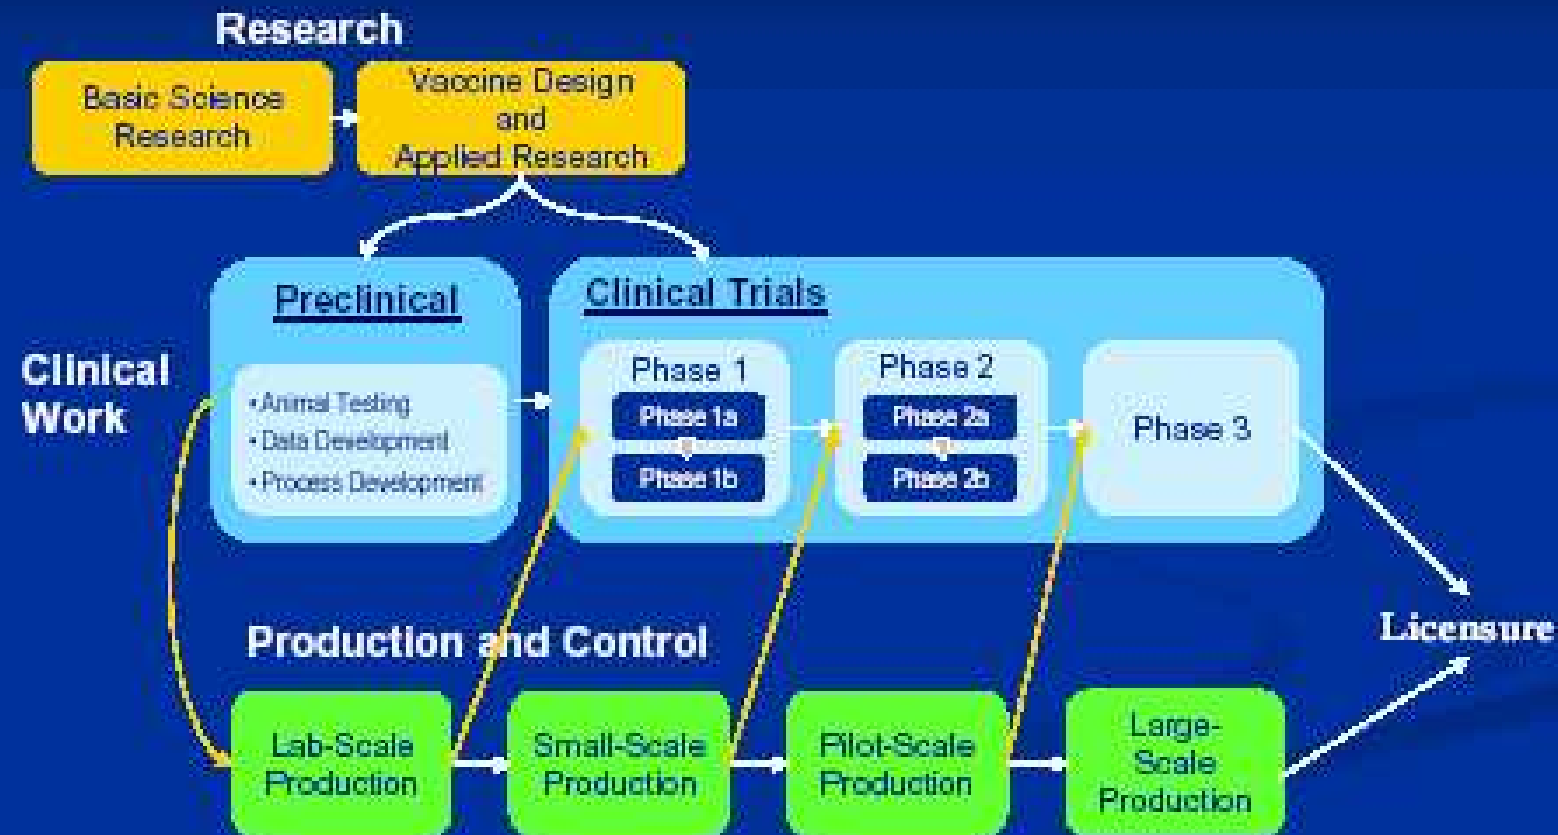 Research
Basic Science
Research
Vaccine Design
and
Applied Research
Clinical
Work
Preclinical
•Animal Testing
•Data Development
•Process Development
Clinical Trials
Phase 1
Phase 1a
Phase 1b
Phase 2
Phase 2a
Phase 2b
Phase 3
Licensure
Production and Control
Lab-Scale
Production
Small-Scale
Production
Pilot-Scale
Production
Large-
Scale
Production